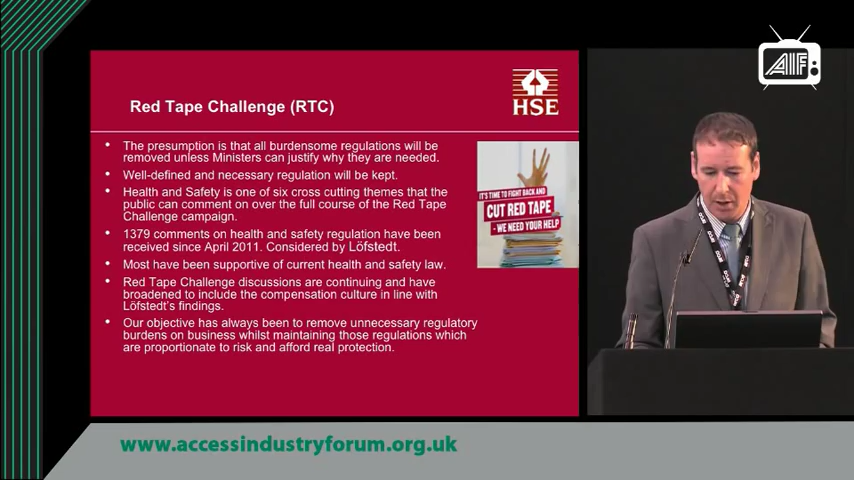 AIF
HSE
Red Tape Challenge (RTC)
• The presumption is that all burdensome regulations will be
removed unless Ministers can justify why they are needed.
• Well-defined and necessary regulation will be kept.
• Health and Safety is one of six cross cutting themes that the
public can comment on over the full course of the Red Tape
Challenge campaign.
• 1379 comments on health and safety regulation have been
received since April 2011. Considered by Löfstedt.
• Most have been supportive of current health and safety law.
• Red Tape Challenge discussions are continuing and have
broadened to include the compensation culture in line with
Löfstedt's findings.
• Our objective has always been to remove unnecessary regulatory
burdens on business whilst maintaining those regulations which
are proportionate to risk and afford real protection.
IT'S TIME TO FIGHT BACK AND
CUT RED TAPE
- WE NEED YOUR HELP
www.accessindustryforum.org.uk